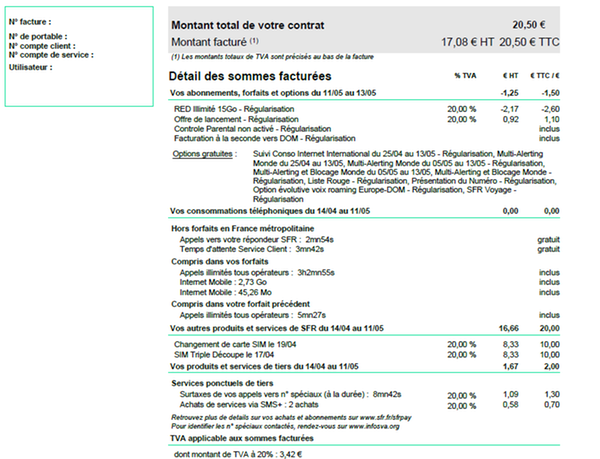 N° facture :
N° de portable :
N° compte client :
N° compte de service :
Utilisateur :
Montant total de votre contrat 20,50 €
Montant facturé (1) 17,08 € HT 20,50 € TTC
(1) Les montants totaux de TVA sont précisés au bas de la facture
Détail des sommes facturées % TVA € HT € TTC / €
Vos abonnements, forfaits et options du 11/05 au 13/05 -1,25 -1,50
RED Illimité 15Go - Régularisation 20,00 % -2,17 -2,60
Offre de lancement - Régularisation 20,00 % 0,92 1,10
Controle Parental non activé - Régularisation inclus
Facturation à la seconde vers DOM - Régularisation inclus
Options gratuites : Suivi Conso Internet International du 25/04 au 13/05 - Régularisation, Multi-Alerting
Monde du 25/04 au 13/05, Multi-Alerting Monde du 05/05 au 13/05 - Régularisation,
Multi-Alerting et Blocage Monde du 05/05 au 13/05, Multi-Alerting et Blocage Monde -
Régularisation, Liste Rouge - Régularisation, Présentation du Numéro - Régularisation,
Option évolutive voix roaming Europe-DOM - Régularisation, SFR Voyage -
Régularisation
Vos consommations téléphoniques du 14/04 au 11/05 0,00 0,00
Hors forfaits en France métropolitaine
Appels vers votre répondeur SFR : 2mn54s gratuit
Temps d'attente Service Client : 3mn42s gratuit
Compris dans vos forfaits
Appels illimités tous opérateurs : 3h2mn55s inclus
Internet Mobile : 2,73 Go inclus
Internet Mobile : 45,26 Mo inclus
Compris dans votre forfait précédent
Appels illimités tous opérateurs : 5mn27s inclus
Vos autres produits et services de SFR du 14/04 au 11/05 16,66 20,00
Changement de carte SIM le 19/04 20,00 % 8,33 10,00
SIM Triple Découpe le 17/04 20,00 % 8,33 10,00
Vos produits et services de tiers du 14/04 au 11/05 1,67 2,00
Services ponctuels de tiers
Surtaxes de vos appels vers n° spéciaux (à la durée) : 8mn42s 20,00 % 1,09 1,30
Achats de services via SMS+ : 2 achats 20,00 % 0,58 0,70
Retrouvez plus de details sur vos achats et abonnements sur www.sfr.fr/sfrpay
Pour identifier les n° spéciaux contactés, rendez-vous sur www.infosva.org
TVA applicable aux sommes facturées
dont montant de TVA à 20% : 3,42 €